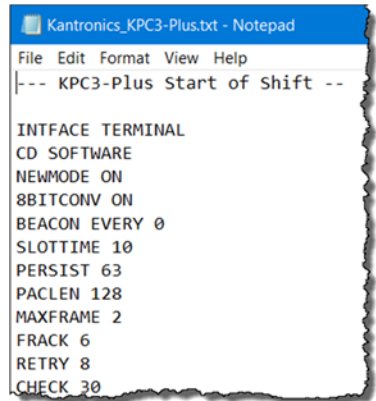 Kantronics_KPC3-Plus.txt - Notepad
File Edit Format View Help
--- KPC3-Plus Start of Shift --
INTFACE TERMINAL
CD SOFTWARE
NEWMODE ON
8BITCONV ON
BEACON EVERY 0
SLOTTIME 10
PERSIST 63
PACLEN 128
MAXFRAME 2
FRACK 6
RETRY 8
CHECK 30